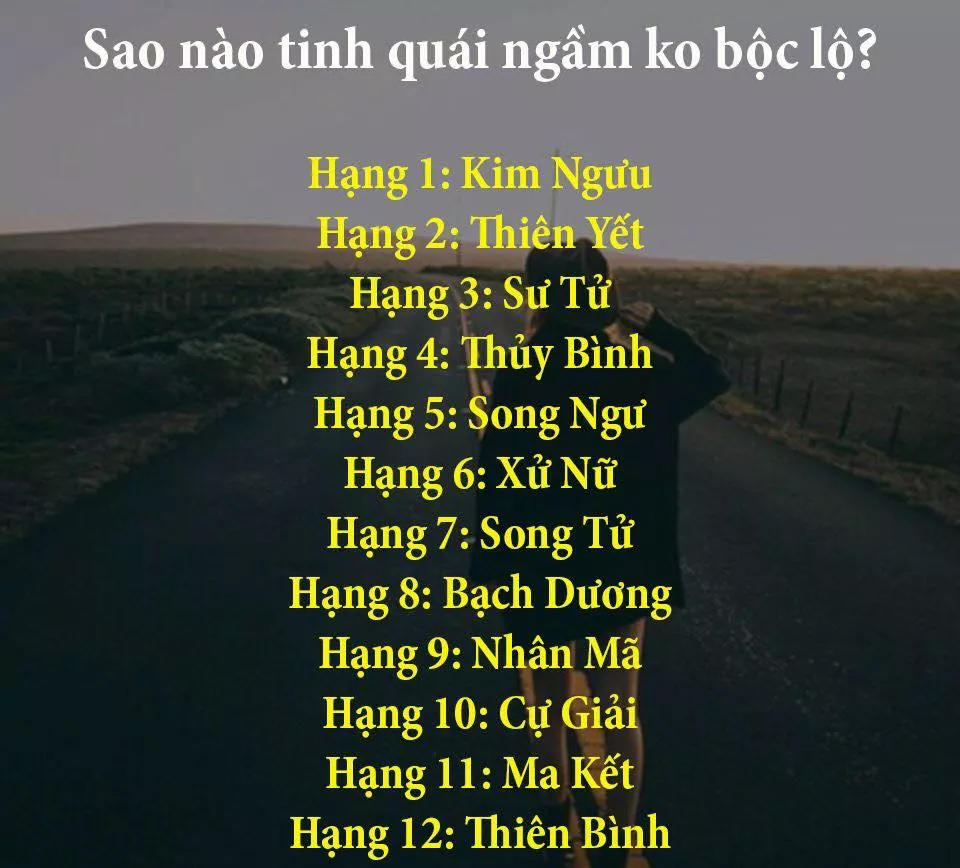 Sao nào tinh quái ngầm ko bộc lộ?
Hạng 1: Kim Ngưu
Hạng 2: Thiên Yết
Hạng 3: Sư Tử
Hạng 4: Thủy Bình
Hạng 5: Song Ngư
Hạng 6: Xử Nữ
Hạng 7: Song Tử
Hạng 8: Bạch Dương
Hạng 9: Nhân Mã
Hạng 10: Cự Giải
Hạng 11: Ma Kết
Hạng 12: Thiên Bình